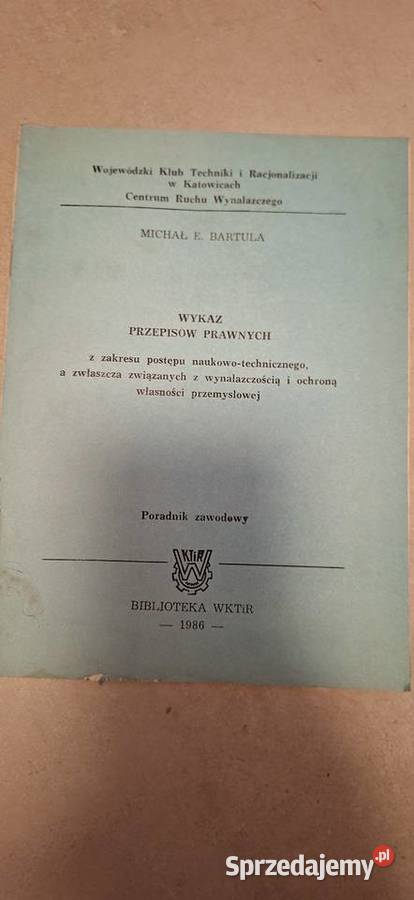 Wojewódzki Klub Techniki i Racjonalizacji
w Katowicach
Centrum Ruchu Wynalazczego
MICHAŁ E. BARTULA
WYKAZ
PRZEPISÓW PRAWNYCH
z zakresu postępu naukowo-technicznego,
a zwłaszcza związanych z wynalazczością i ochroną
własności przemysłowej
Poradnik zawodowy
KTiR
W
BIBLIOTEKA WKTiR
— 1986 —
Sprzedajemy.pl